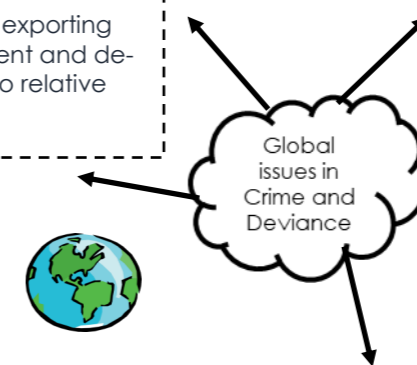 exporting
ent and de-
o relative
Global
issues in
Crime and
Deviance